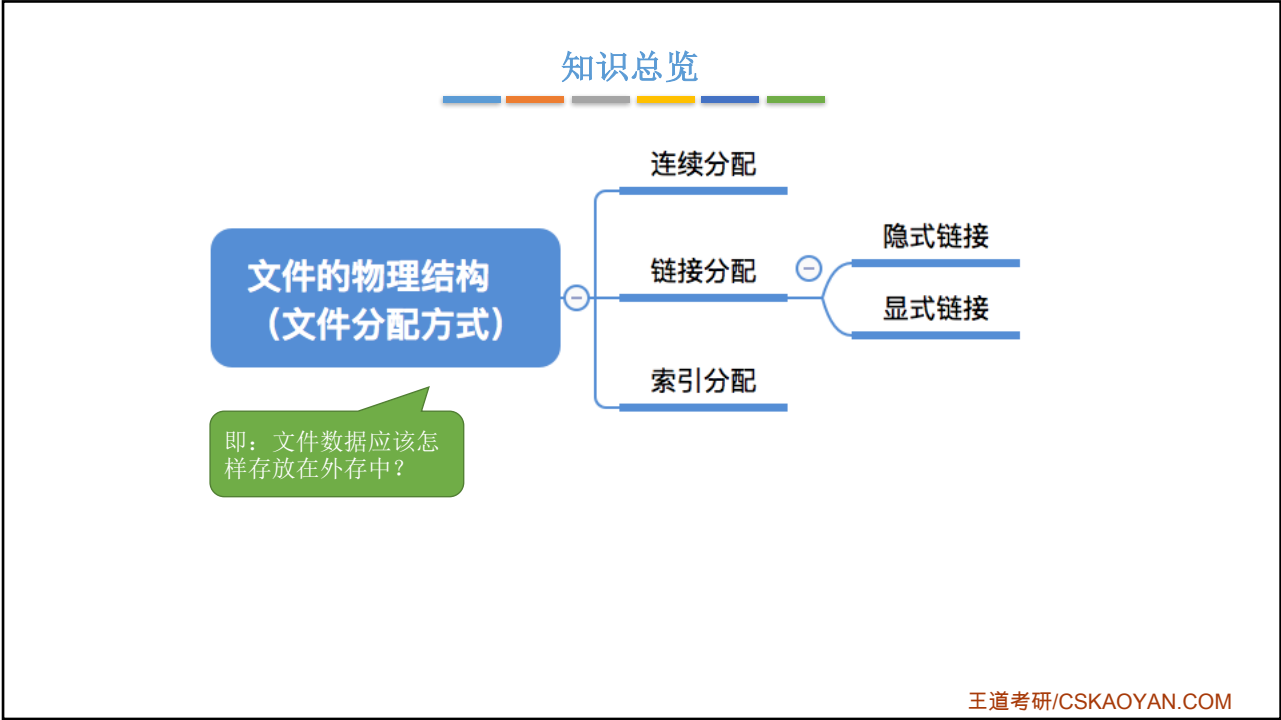 知识总览
连续分配
隐式链接
链接分配
文件的物理结构
（文件分配方式）
显式链接
索引分配
即：文件数据应该怎
样存放在外存中？
王道考研/CSKAOYAN.COM